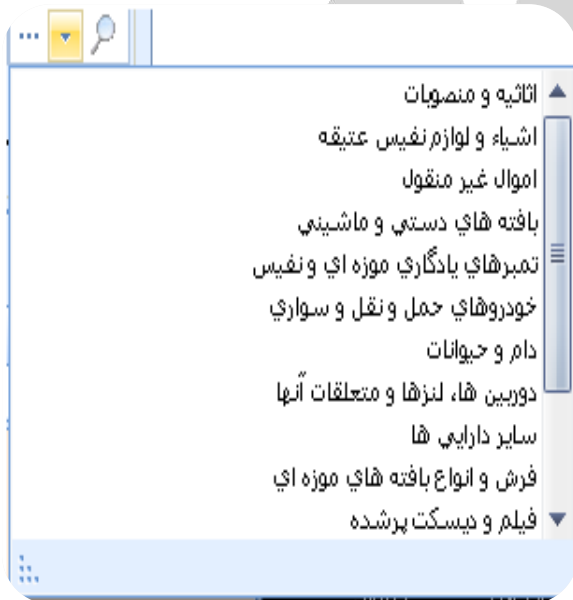 اثاثيه و منصوبات
اشياء و لوازم نفيس عتيقه
اموال غير منقول
بافته هاي دستي و ماشيني
تمبرهاي يادگاري موزه اي و نفيس
خودروهاي حمل و نقل و سواري
دام و حيوانات
دوربين ها، لنزها و متعلقات آنها
ساير دارايي ها
فرش و انواع بافته هاي موزه اي
فيلم و ديسكت پرشده